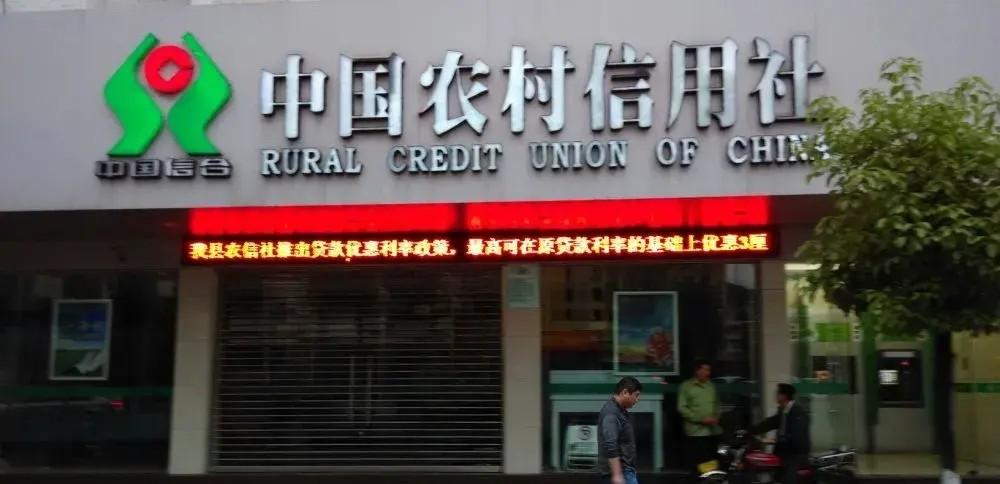 中国农村信用社
中国信合
RURAL CREDIT UNION OF CHINA
我县农信社推出贷款优惠利率政策，最高可在原贷款利率的基础上优惠3厘